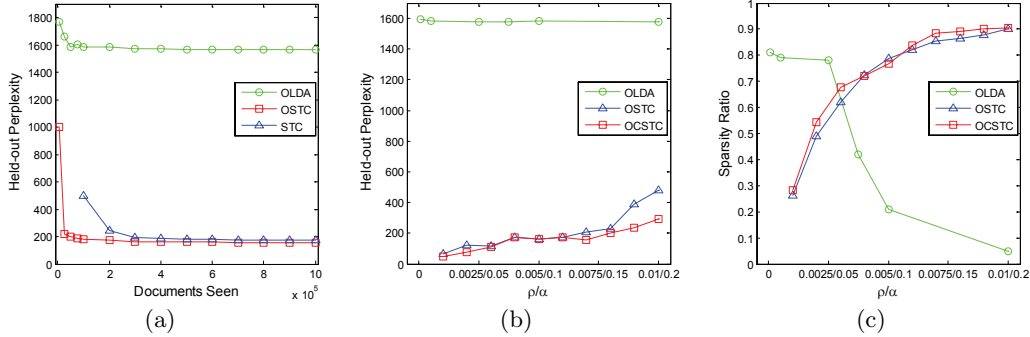 1800
1600
1400
1200
1000
800
600
400
200
0
Held-out Perplexity
OLDA
OSTC
STC
0 2 4 6 8 10
Documents Seen
x 10^5
(a)
1800
1600
1400
1200
1000
800
600
400
200
0
Held-out Perplexity
OLDA
OSTC
OCSTC
0 0.0025/0.05 0.005/0.1 0.0075/0.15 0.01/0.2
ρ/α
(b)
1
0.9
0.8
0.7
0.6
0.5
0.4
0.3
0.2
0.1
0
Sparsity Ratio
OLDA
OSTC
OCSTC
0 0.0025/0.05 0.005/0.1 0.0075/0.15 0.01/0.2
ρ/α
(c)